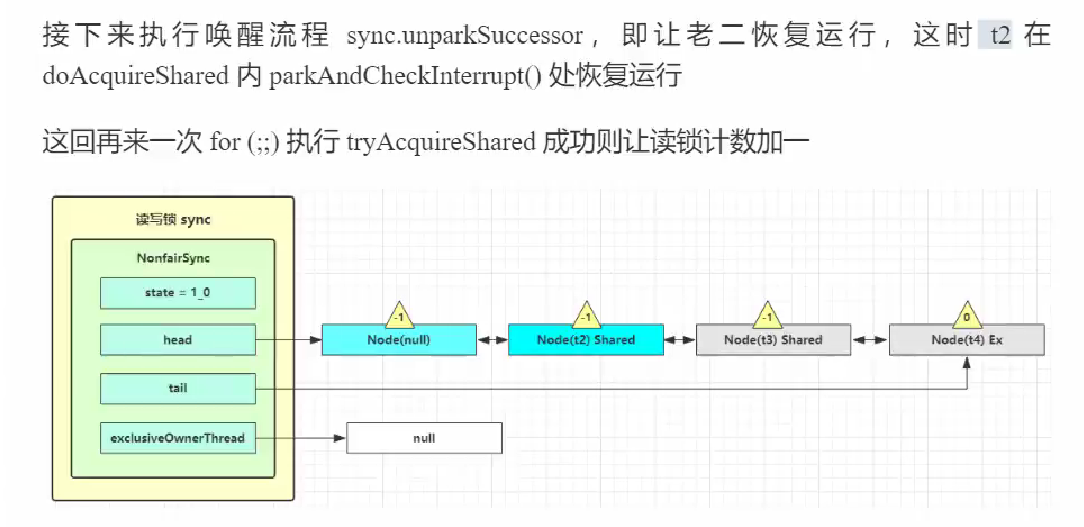 接下来执行唤醒流程 sync.unparkSuccessor，即让老二恢复运行，这时 t2 在
doAcquireShared 内 parkAndCheckInterrupt() 处恢复运行
这回再来一次 for (;;) 执行 tryAcquireShared 成功则让读锁计数加一
读写锁 sync
NonfairSync
state = 1_0
-1
-1
-1
0
head
Node(null)
Node(t2) Shared
Node(t3) Shared
Node(t4) Ex
tail
exclusiveOwnerThread
null